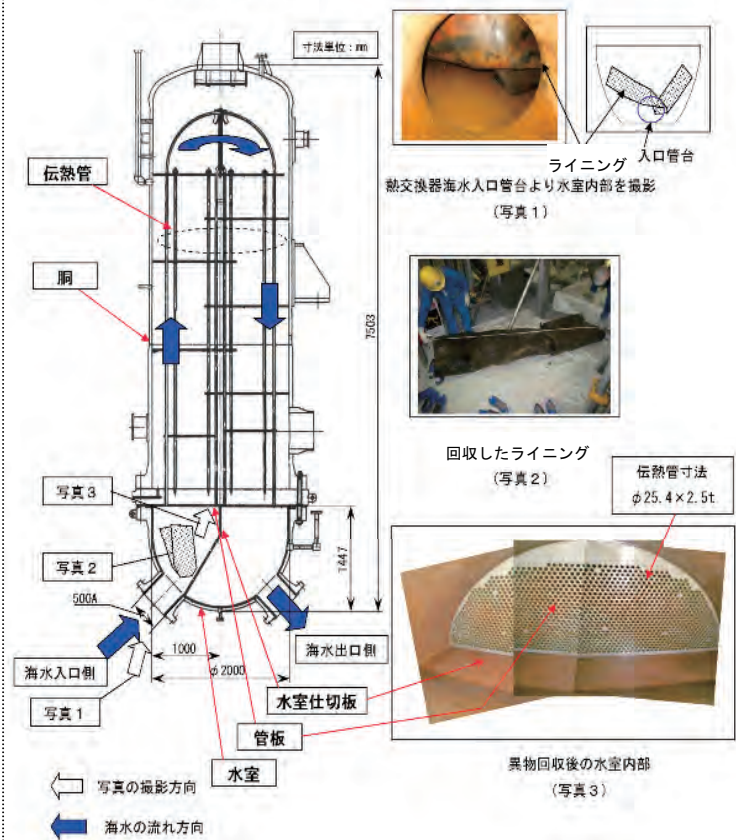 寸法単位：mm
伝熱管
胴
7503
1447
写真3
写真2
500A
1000
φ2000
海水入口側
写真1
海水出口側
水室仕切板
管板
水室
写真の撮影方向
海水の流れ方向
ライニング
入口管台
熱交換器海水入口管台より水室内部を撮影
（写真1）
回収したライニング
（写真2）
伝熱管寸法
φ25.4×2.5t
異物回収後の水室内部
（写真3）